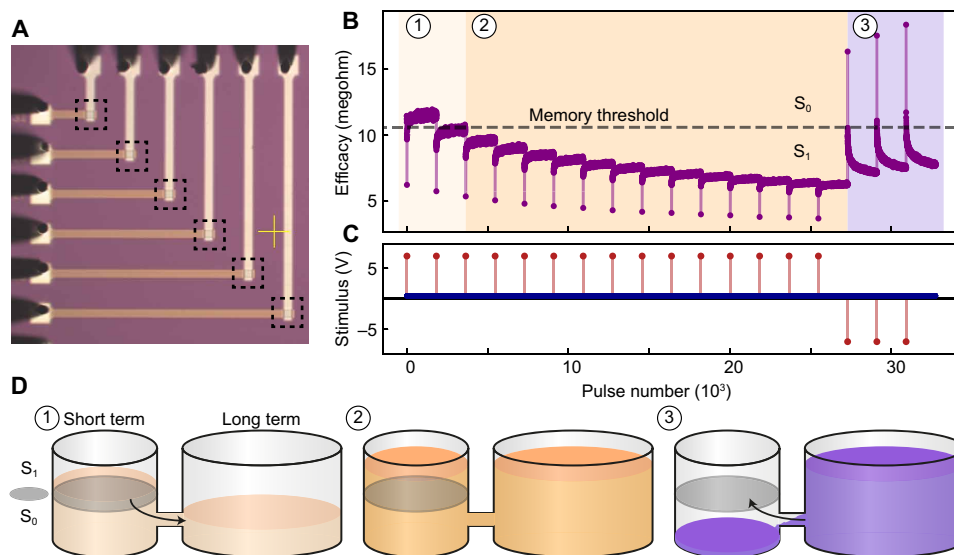 A
B
1
2
3
Efficacy (megohm)
15
10
5
Memory threshold
S0
S1
C
Stimulus (V)
5
–5
0
10
20
30
Pulse number (10³)
D
1
Short term
Long term
2
3
S1
S0